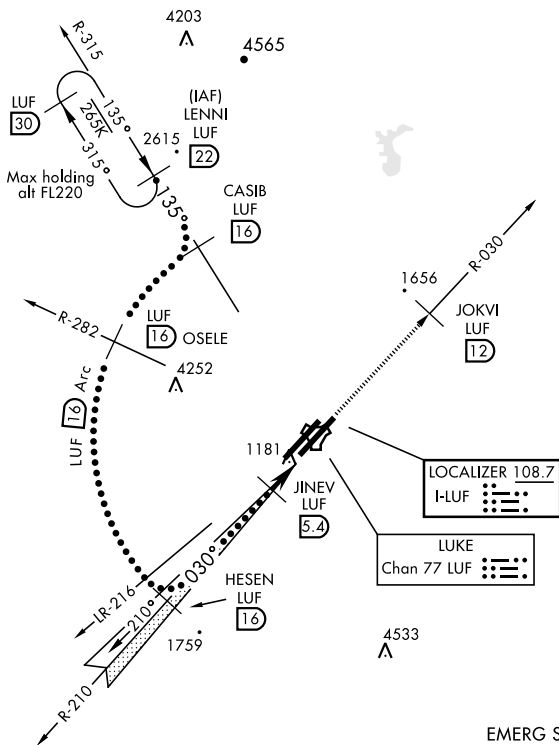 4203
4565
R-315
(IAF)
LENNI
LUF
22
LUF
30
135°
265K
315°
2615
Max holding
alt FL220
135°
CASIB
LUF
16
R-030
1656
JOKVI
LUF
12
R-282
LUF
16 OSELE
4252
LUF 16 Arc
1181
JINEV
LUF
5.4
LOCALIZER 108.7
I-LUF
LUKE
Chan 77 LUF
030°
HESEN
LUF
16
LR-216
210°
1759
R-210
4533
EMERG S